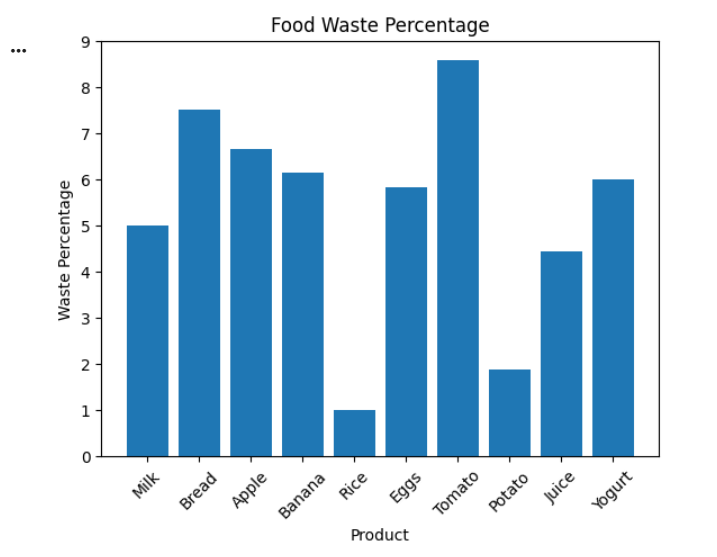 Food Waste Percentage
...
9
8
7
6
5
4
3
2
1
0
Waste Percentage
Milk
Bread
Apple
Banana
Rice
Eggs
Tomato
Potato
Juice
Yogurt
Product